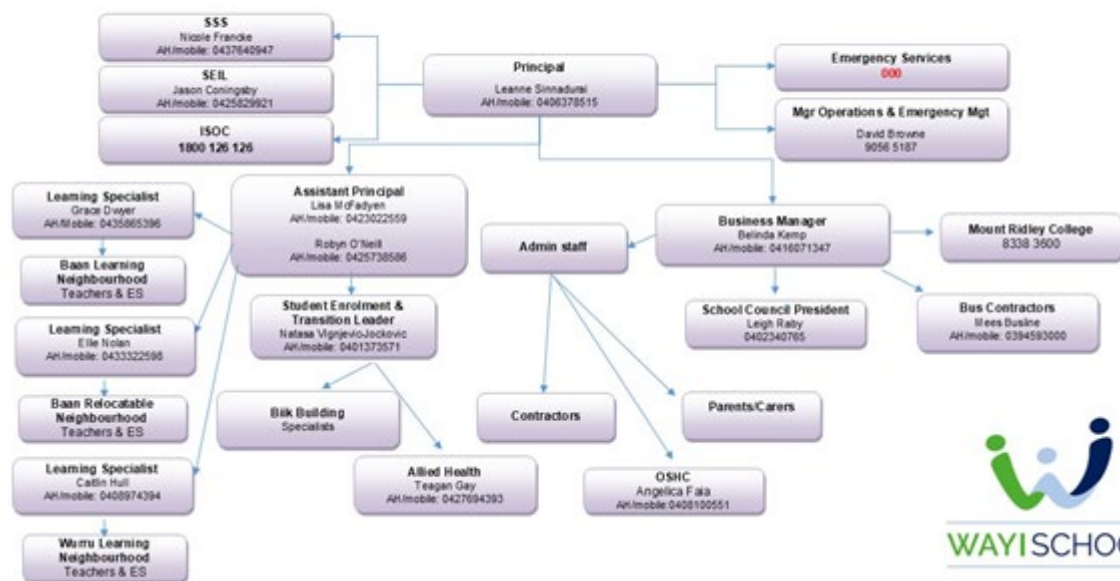 SSS
Nicole Francke
AH/mobile: 0437640947
SEIL
Jason Coningsby
AH/mobile: 0425829921
ISOC
1800 126 126
Principal
Leanne Sinnadurai
AH/mobile: 0406378515
Emergency Services
000
Mgr Operations & Emergency Mgt
David Browne
9056 5187
Assistant Principal
Lisa McFadyen
AH/mobile: 0423022559
Robyn O'Neill
AH/mobile: 0425738586
Learning Specialist
Grace Dwyer
AH/Mobile: 0435865396
Baan Learning
Neighbourhood
Teachers & ES
Learning Specialist
Ellie Nolan
AH/mobile: 0433322598
Baan Relocatable
Neighbourhood
Teachers & ES
Learning Specialist
Caitlin Hull
AH/mobile: 0408974394
Wurru Learning
Neighbourhood
Teachers & ES
Student Enrolment &
Transition Leader
Natasa Vignjevic-Jockovic
AH/mobile: 0401373571
Biik Building
Specialists
Allied Health
Teagan Gay
AH/mobile: 0427694393
Admin staff
Business Manager
Belinda Kemp
AH/mobile: 0416071347
Mount Ridley College
8338 3600
School Council President
Leigh Raby
0402340765
Bus Contractors
Mees Busline
AH/mobile: 0394593000
Contractors
OSHC
Angelica Faia
AH/mobile:0408100551
Parents/Carers
WAYI SCHOO